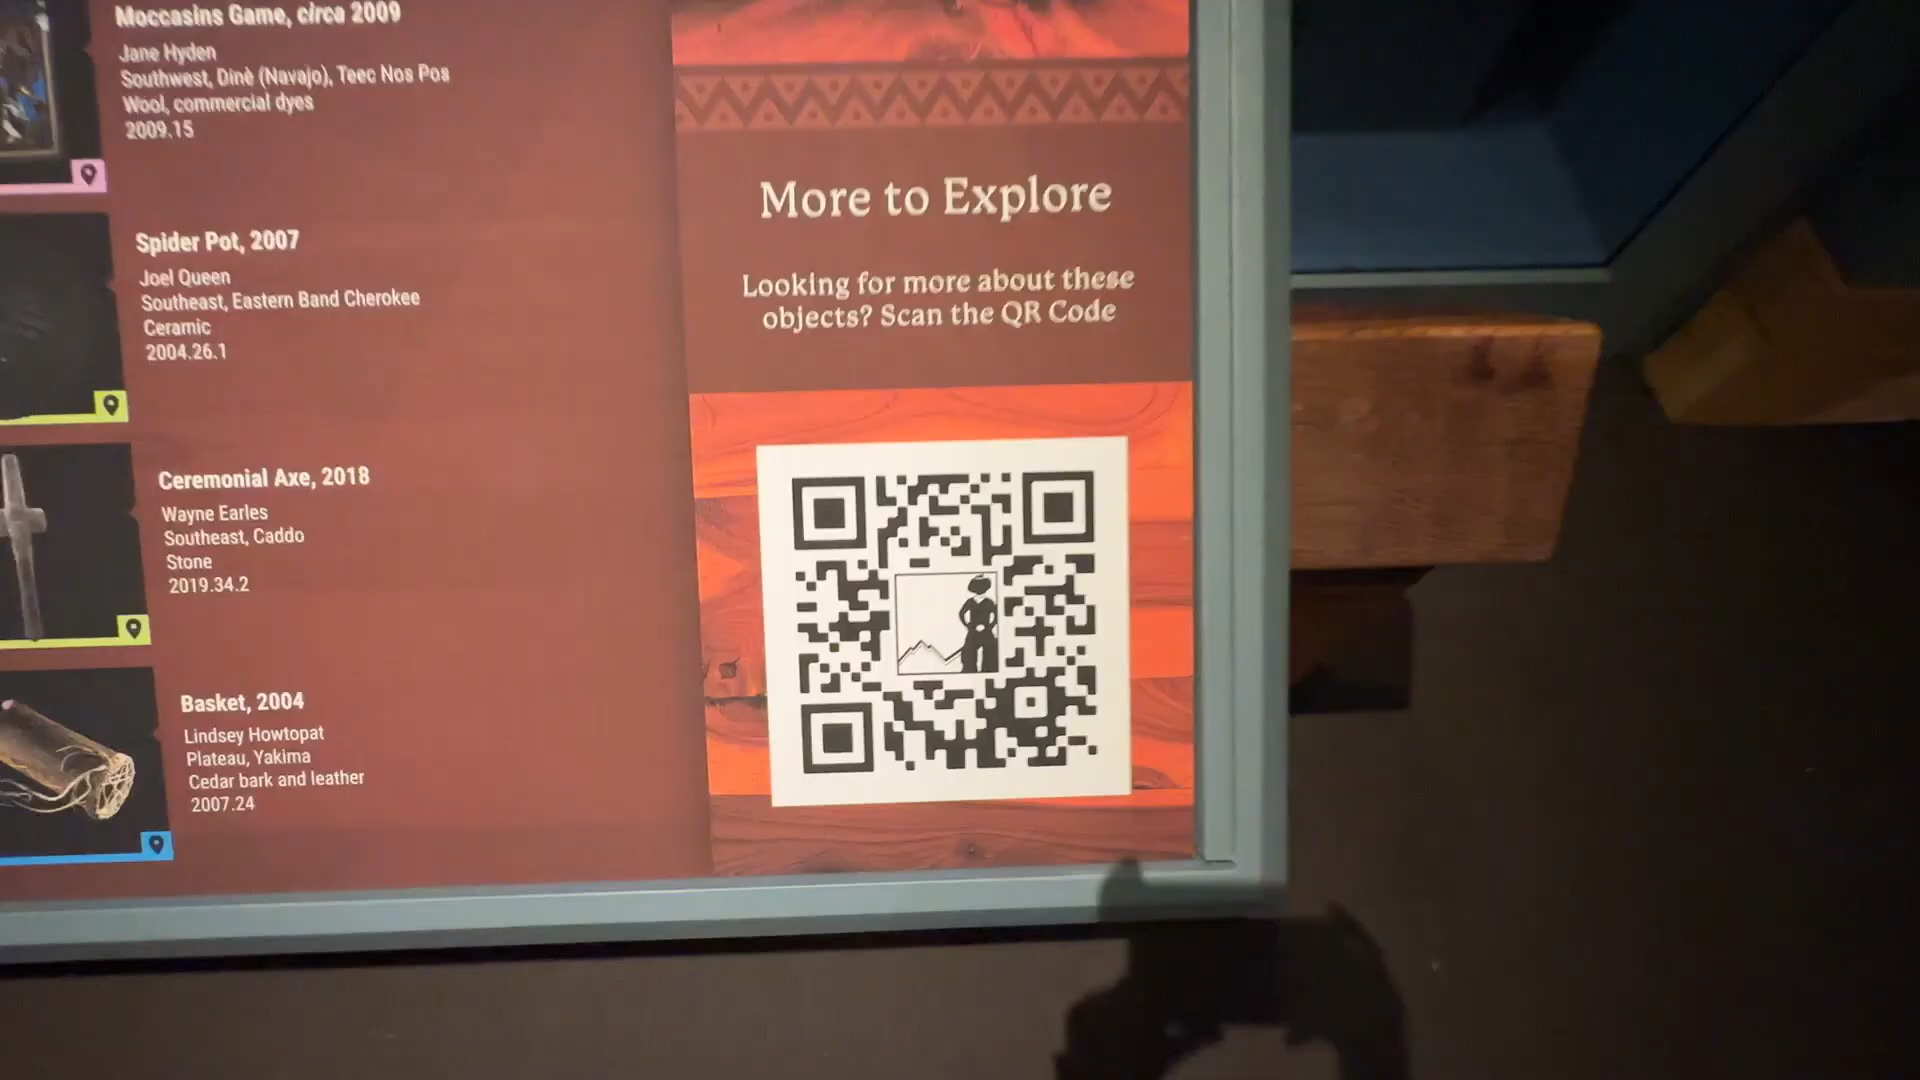 Moccasins Game, circa 2009
Jane Hyden
Southwest, Dinè (Navajo), Teec Nos Pos
Wool, commercial dyes
2009.15
Spider Pot, 2007
Joel Queen
Southeast, Eastern Band Cherokee
Ceramic
2004.26.1
Ceremonial Axe, 2018
Wayne Earles
Southeast, Caddo
Stone
2019.34.2
Basket, 2004
Lindsey Howtopat
Plateau, Yakima
Cedar bark and leather
2007.24
More to Explore
Looking for more about these
objects? Scan the QR Code